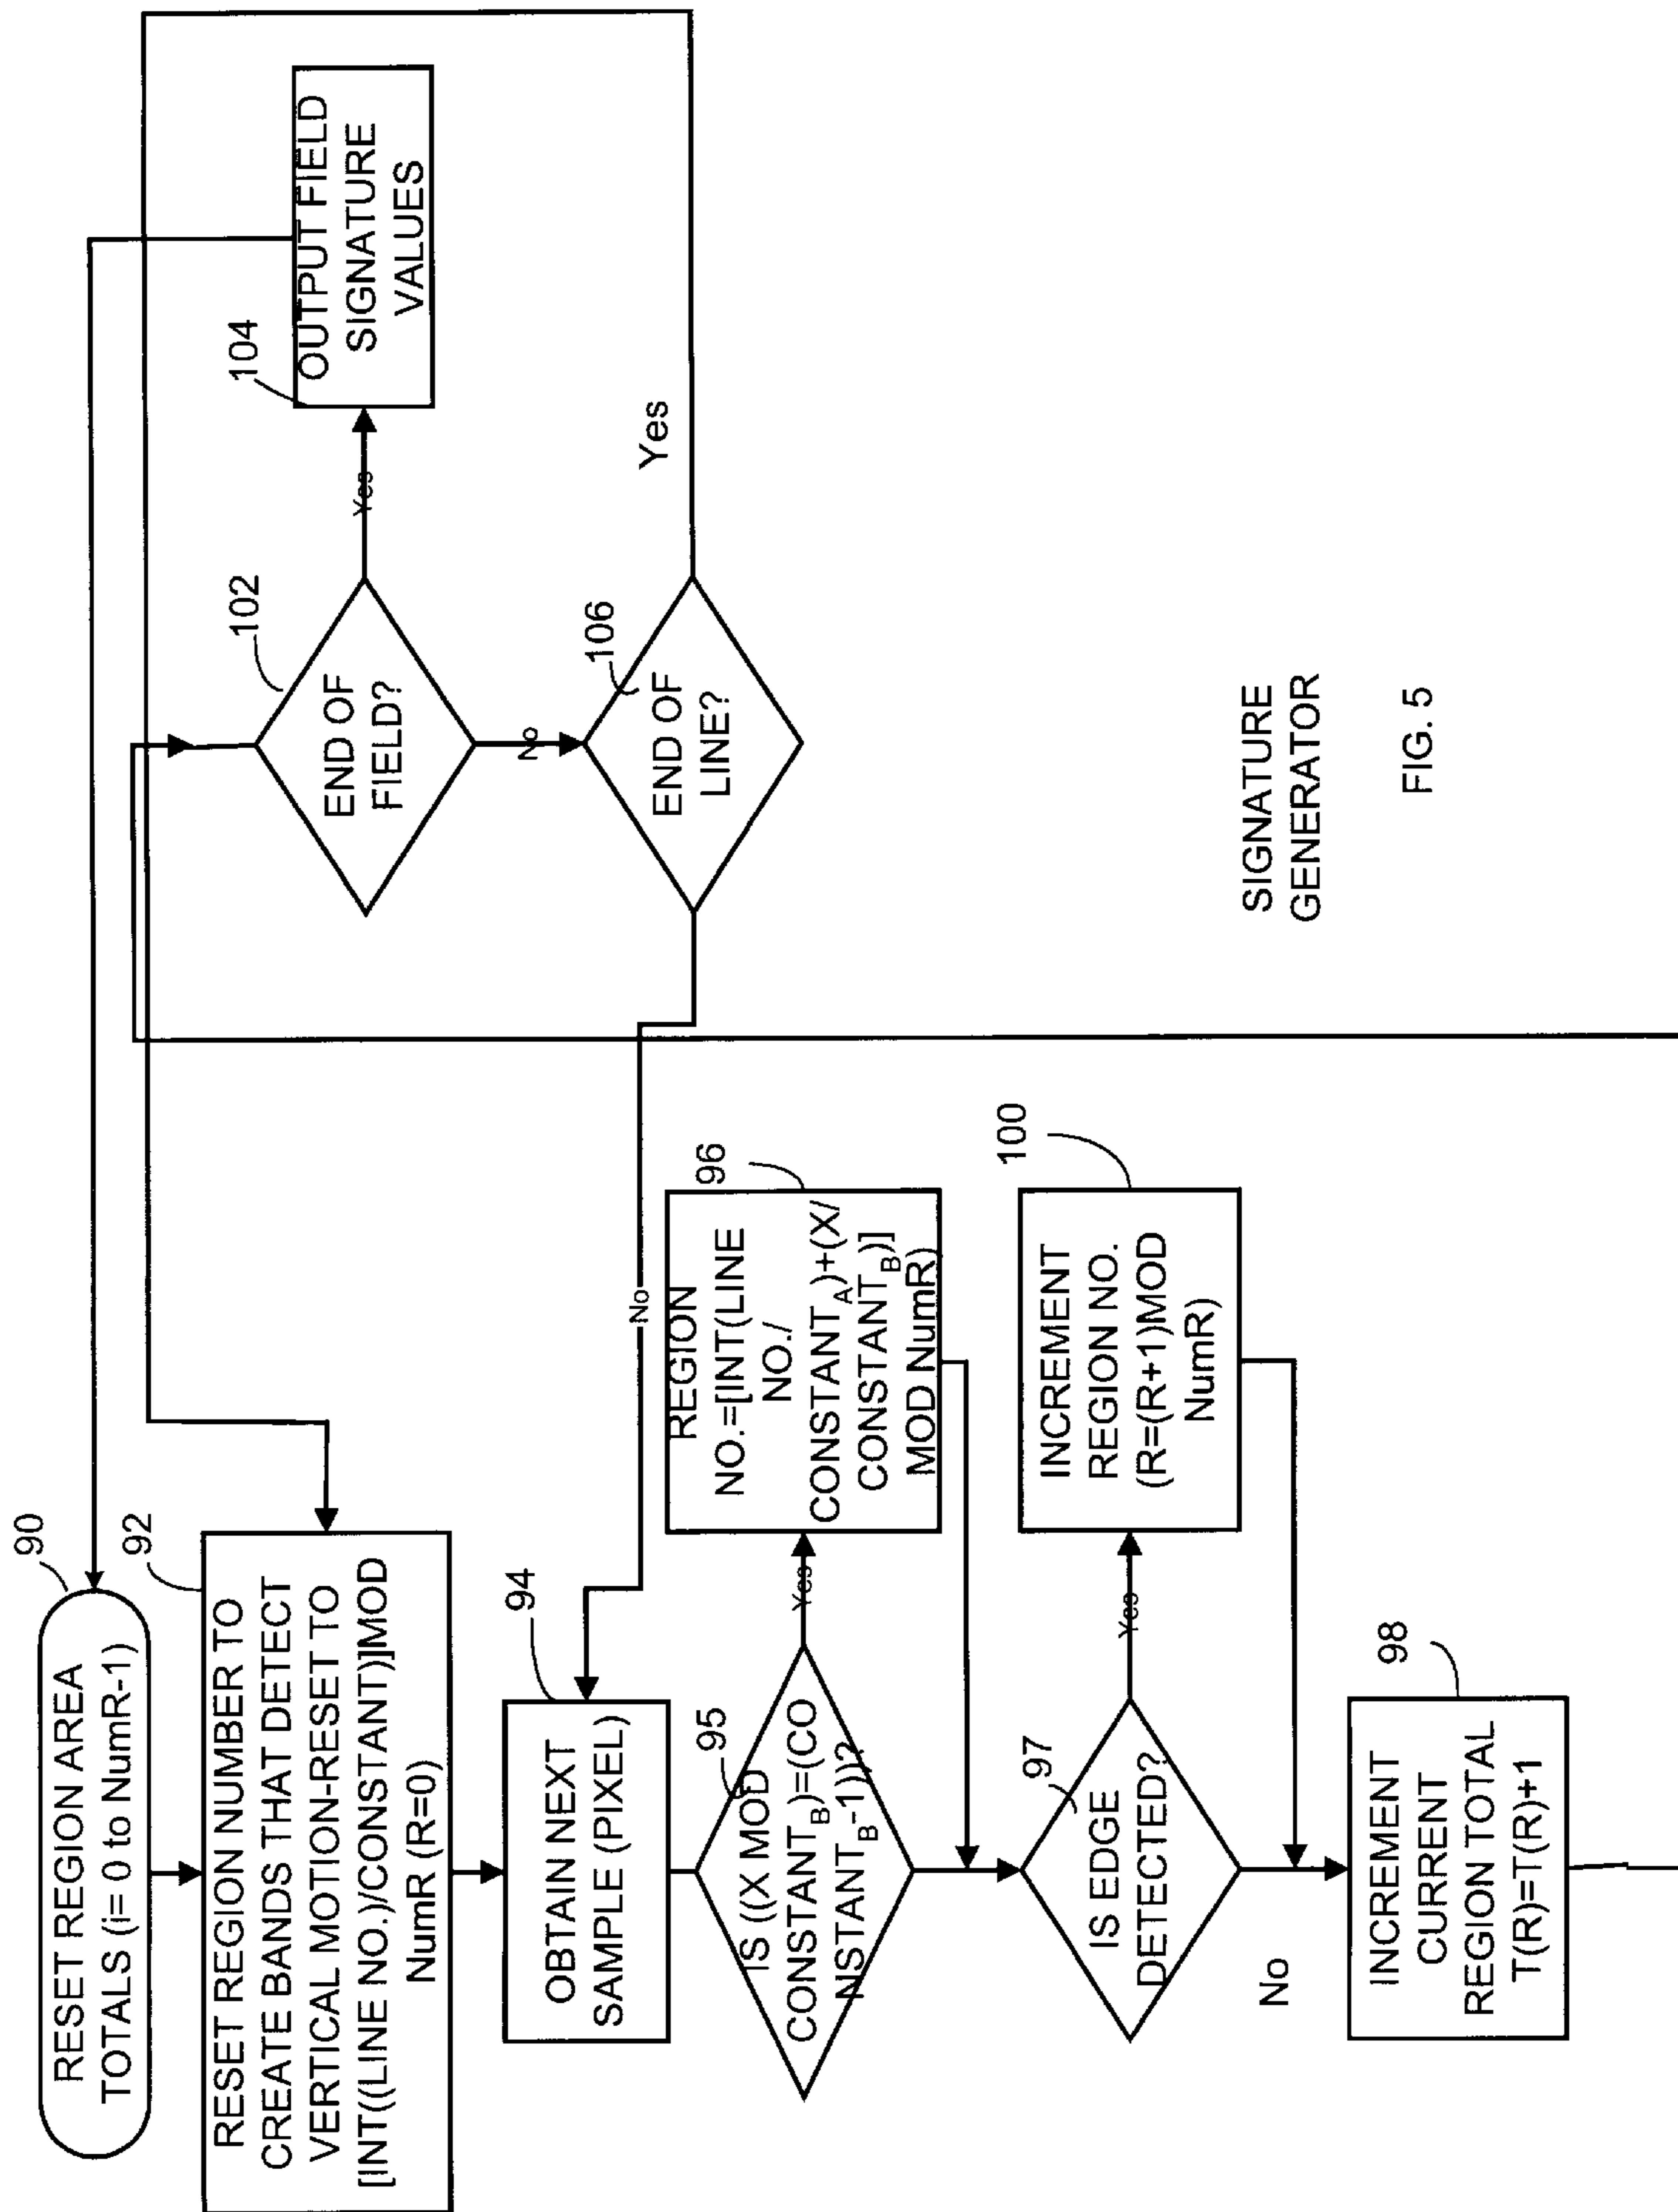 90
RESET REGION AREA
TOTALS (i= 0 to NumR-1)
92
RESET REGION NUMBER TO
CREATE BANDS THAT DETECT
VERTICAL MOTION-RESET TO
[INT((LINE NO.)/CONSTANT)]MOD
NumR (R=0)
94
OBTAIN NEXT
SAMPLE (PIXEL)
95
IS ((X MOD
CONSTANT_B)=(CO
NSTANT_B-1))?
Yes
96
REGION
NO.=[INT(LINE
NO./
CONSTANT_A)+(X/
CONSTANT_B)]
MOD NumR)
97
IS EDGE
DETECTED?
Yes
No
100
INCREMENT
REGION NO.
(R=(R+1)MOD
NumR)
98
INCREMENT
CURRENT
REGION TOTAL
T(R)=T(R)+1
102
END OF
FIELD?
Yes
No
104
OUTPUT FIELD
SIGNATURE
VALUES
106
END OF
LINE?
Yes
No
SIGNATURE
GENERATOR
FIG. 5